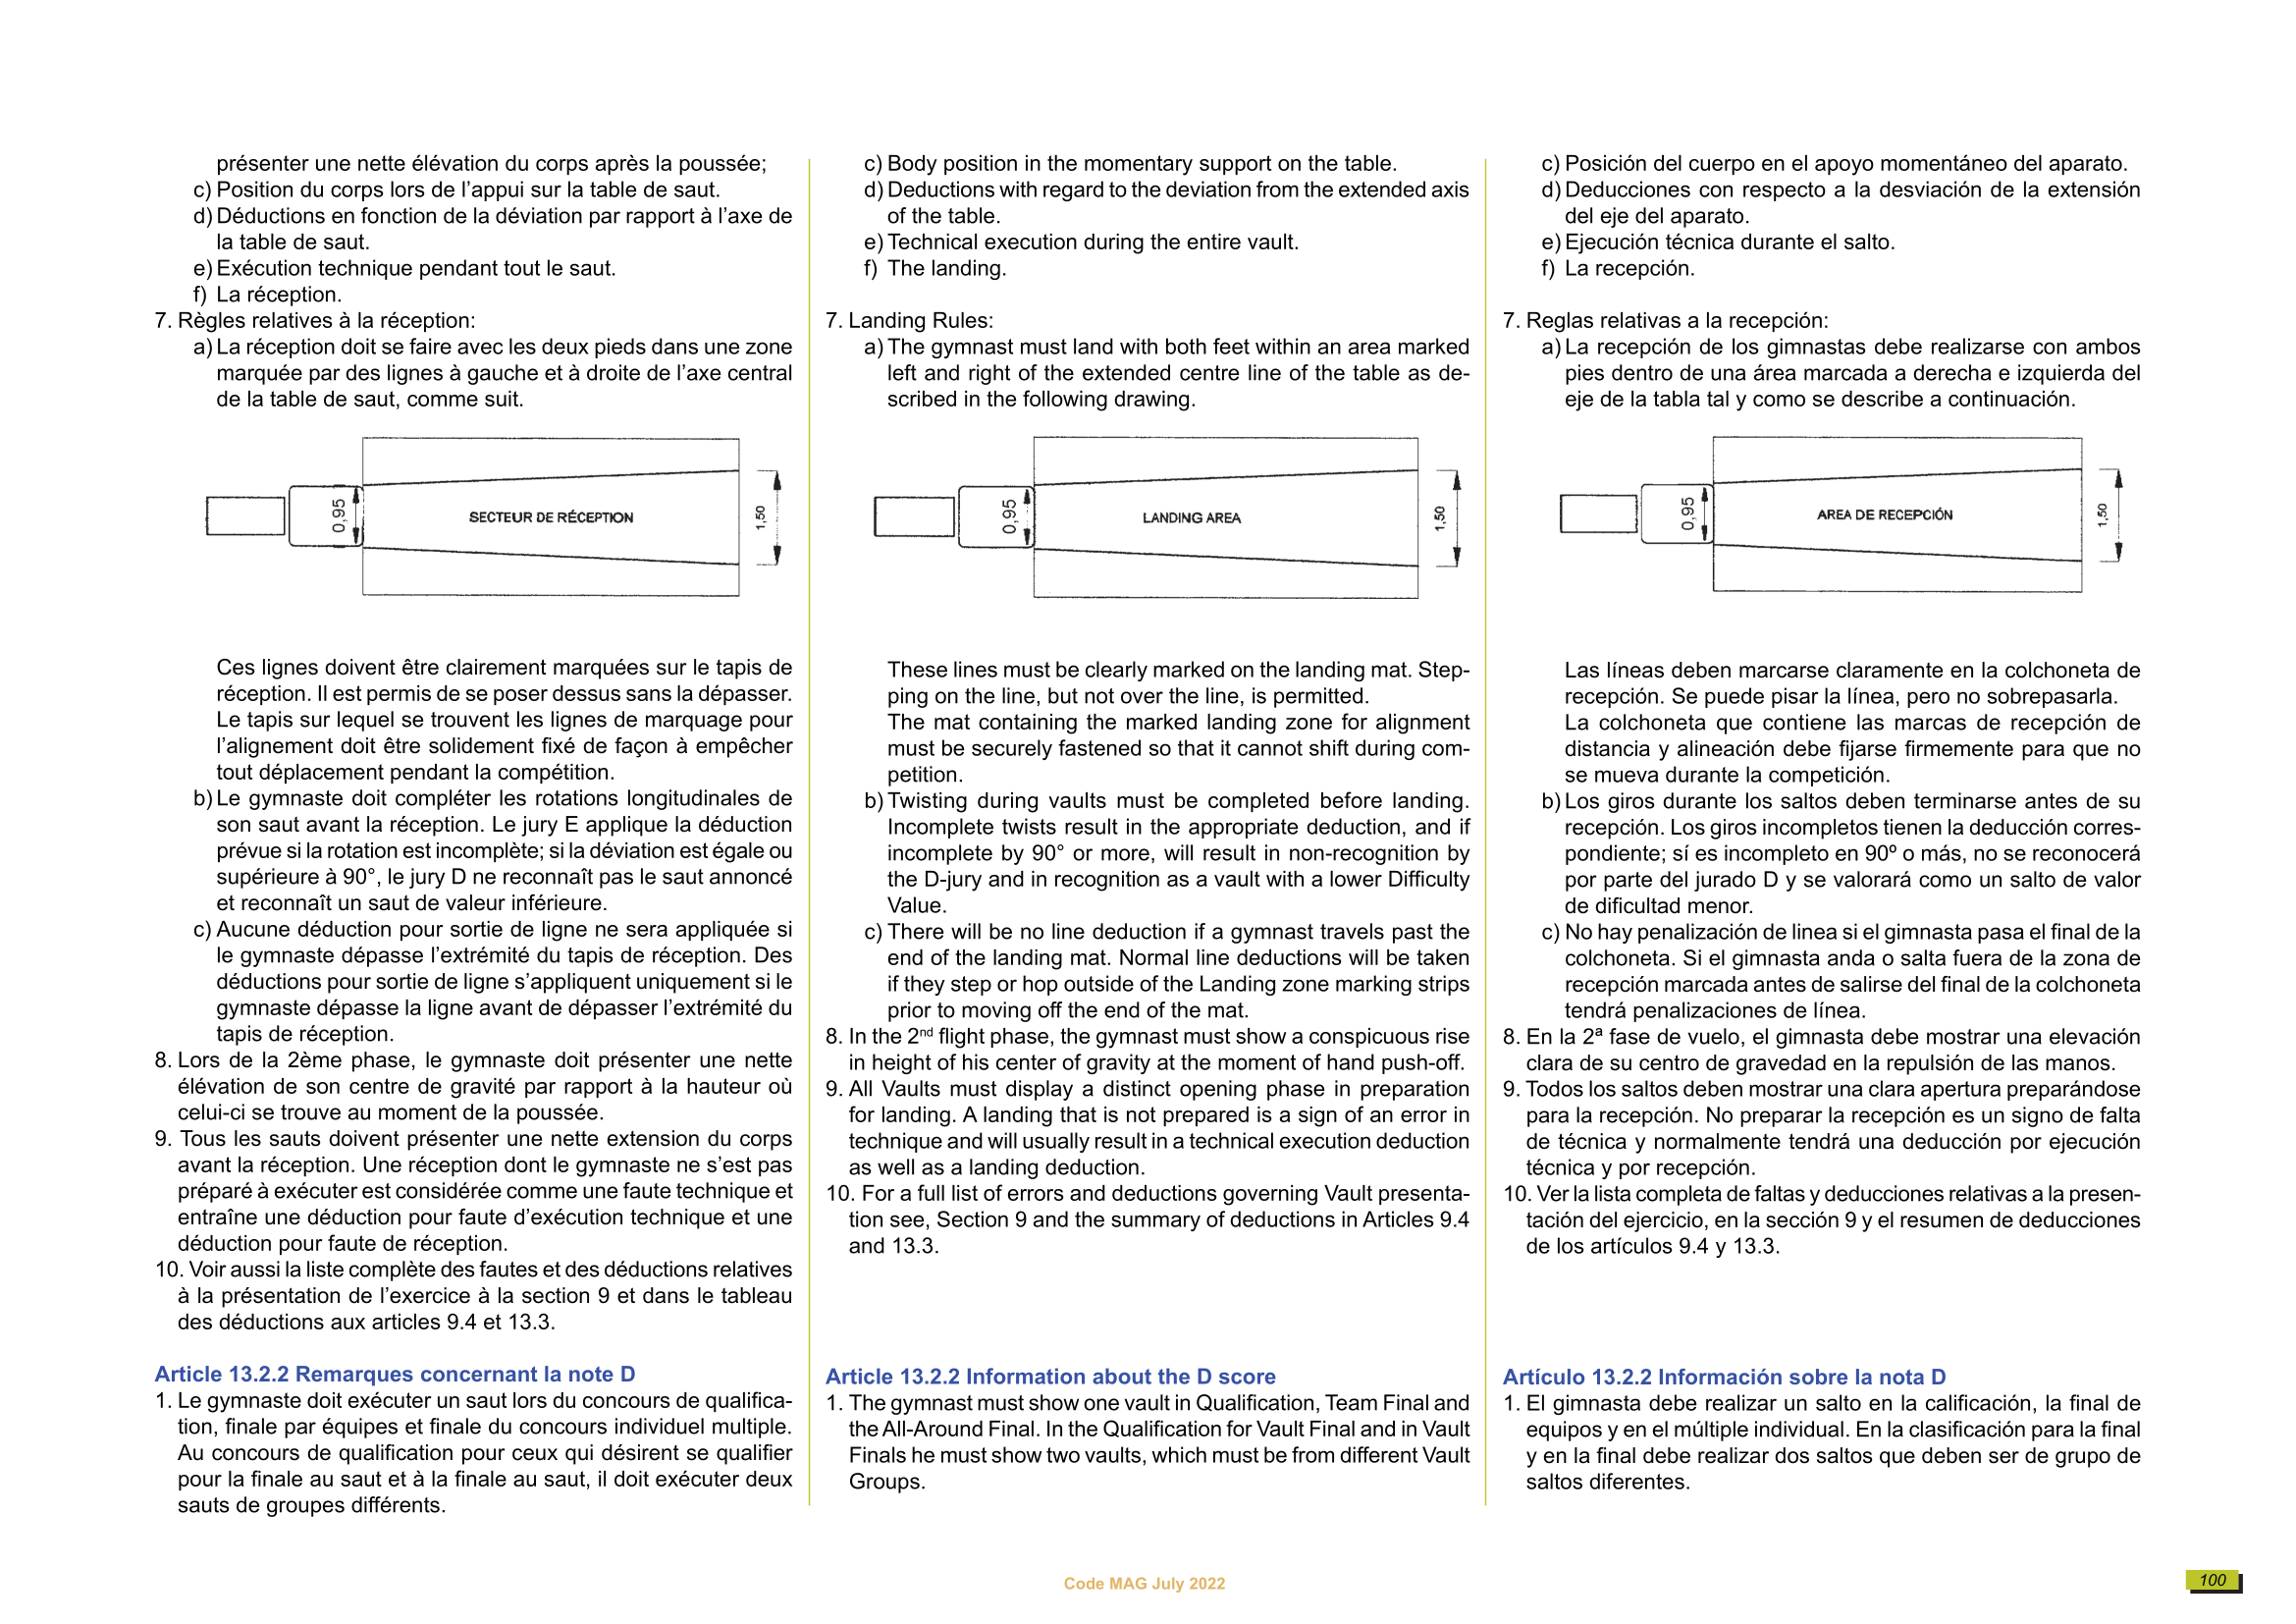 présenter une nette élévation du corps après la poussée;
c) Position du corps lors de l'appui sur la table de saut.
d) Déductions en fonction de la déviation par rapport à l'axe de
la table de saut.
e) Exécution technique pendant tout le saut.
f) La réception.
7. Règles relatives à la réception:
a) La réception doit se faire avec les deux pieds dans une zone
marquée par des lignes à gauche et à droite de l'axe central
de la table de saut, comme suit.
0,95
SECTEUR DE RÉCEPTION
1,50
Ces lignes doivent être clairement marquées sur le tapis de
réception. Il est permis de se poser dessus sans la dépasser.
Le tapis sur lequel se trouvent les lignes de marquage pour
l'alignement doit être solidement fixé de façon à empêcher
tout déplacement pendant la compétition.
b) Le gymnaste doit compléter les rotations longitudinales de
son saut avant la réception. Le jury E applique la déduction
prévue si la rotation est incomplète; si la déviation est égale ou
supérieure à 90°, le jury D ne reconnaît pas le saut annoncé
et reconnaît un saut de valeur inférieure.
c) Aucune déduction pour sortie de ligne ne sera appliquée si
le gymnaste dépasse l'extrémité du tapis de réception. Des
déductions pour sortie de ligne s'appliquent uniquement si le
gymnaste dépasse la ligne avant de dépasser l'extrémité du
tapis de réception.
8. Lors de la 2ème phase, le gymnaste doit présenter une nette
élévation de son centre de gravité par rapport à la hauteur où
celui-ci se trouve au moment de la poussée.
9. Tous les sauts doivent présenter une nette extension du corps
avant la réception. Une réception dont le gymnaste ne s'est pas
préparé à exécuter est considérée comme une faute technique et
entraîne une déduction pour faute d'exécution technique et une
déduction pour faute de réception.
10. Voir aussi la liste complète des fautes et des déductions relatives
à la présentation de l'exercice à la section 9 et dans le tableau
des déductions aux articles 9.4 et 13.3.
Article 13.2.2 Remarques concernant la note D
1. Le gymnaste doit exécuter un saut lors du concours de qualifica-
tion, finale par équipes et finale du concours individuel multiple.
Au concours de qualification pour ceux qui désirent se qualifier
pour la finale au saut et à la finale au saut, il doit exécuter deux
sauts de groupes différents.
c) Body position in the momentary support on the table.
d) Deductions with regard to the deviation from the extended axis
of the table.
e) Technical execution during the entire vault.
f) The landing.
7. Landing Rules:
a) The gymnast must land with both feet within an area marked
left and right of the extended centre line of the table as de-
scribed in the following drawing.
0,95
LANDING AREA
1,50
These lines must be clearly marked on the landing mat. Step-
ping on the line, but not over the line, is permitted.
The mat containing the marked landing zone for alignment
must be securely fastened so that it cannot shift during com-
petition.
b) Twisting during vaults must be completed before landing.
Incomplete twists result in the appropriate deduction, and if
incomplete by 90° or more, will result in non-recognition by
the D-jury and in recognition as a vault with a lower Difficulty
Value.
c) There will be no line deduction if a gymnast travels past the
end of the landing mat. Normal line deductions will be taken
if they step or hop outside of the Landing zone marking strips
prior to moving off the end of the mat.
8. In the 2nd flight phase, the gymnast must show a conspicuous rise
in height of his center of gravity at the moment of hand push-off.
9. All Vaults must display a distinct opening phase in preparation
for landing. A landing that is not prepared is a sign of an error in
technique and will usually result in a technical execution deduction
as well as a landing deduction.
10. For a full list of errors and deductions governing Vault presenta-
tion see, Section 9 and the summary of deductions in Articles 9.4
and 13.3.
Article 13.2.2 Information about the D score
1. The gymnast must show one vault in Qualification, Team Final and
the All-Around Final. In the Qualification for Vault Final and in Vault
Finals he must show two vaults, which must be from different Vault
Groups.
c) Posición del cuerpo en el apoyo momentáneo del aparato.
d) Deducciones con respecto a la desviación de la extensión
del eje del aparato.
e) Ejecución técnica durante el salto.
f) La recepción.
7. Reglas relativas a la recepción:
a) La recepción de los gimnastas debe realizarse con ambos
pies dentro de una área marcada a derecha e izquierda del
eje de la tabla tal y como se describe a continuación.
0,95
AREA DE RECEPCIÓN
1,50
Las líneas deben marcarse claramente en la colchoneta de
recepción. Se puede pisar la línea, pero no sobrepasarla.
La colchoneta que contiene las marcas de recepción de
distancia y alineación debe fijarse firmemente para que no
se mueva durante la competición.
b) Los giros durante los saltos deben terminarse antes de su
recepción. Los giros incompletos tienen la deducción corres-
pondiente; sí es incompleto en 90º o más, no se reconocerá
por parte del jurado D y se valorará como un salto de valor
de dificultad menor.
c) No hay penalización de linea si el gimnasta pasa el final de la
colchoneta. Si el gimnasta anda o salta fuera de la zona de
recepción marcada antes de salirse del final de la colchoneta
tendrá penalizaciones de línea.
8. En la 2ª fase de vuelo, el gimnasta debe mostrar una elevación
clara de su centro de gravedad en la repulsión de las manos.
9. Todos los saltos deben mostrar una clara apertura preparándose
para la recepción. No preparar la recepción es un signo de falta
de técnica y normalmente tendrá una deducción por ejecución
técnica y por recepción.
10. Ver la lista completa de faltas y deducciones relativas a la presen-
tación del ejercicio, en la sección 9 y el resumen de deducciones
de los artículos 9.4 y 13.3.
Artículo 13.2.2 Información sobre la nota D
1. El gimnasta debe realizar un salto en la calificación, la final de
equipos y en el múltiple individual. En la clasificación para la final
y en la final debe realizar dos saltos que deben ser de grupo de
saltos diferentes.
Code MAG July 2022
100